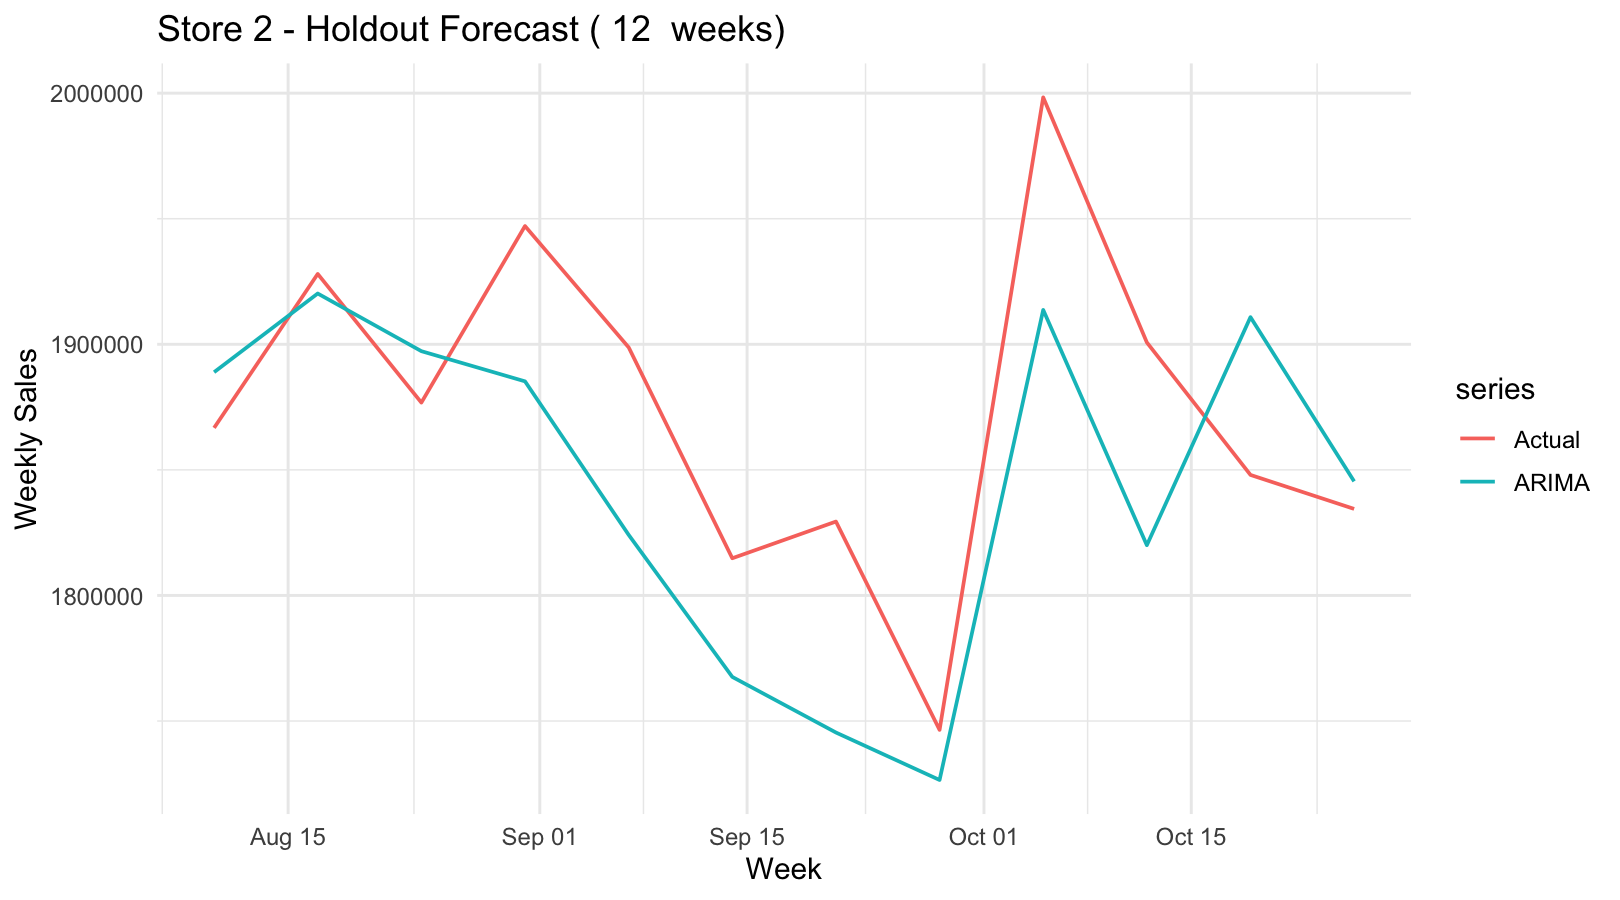 Store 2 - Holdout Forecast ( 12  weeks)
2000000
1900000
1800000
Weekly Sales
Aug 15
Sep 01
Sep 15
Oct 01
Oct 15
Week
series
Actual
ARIMA